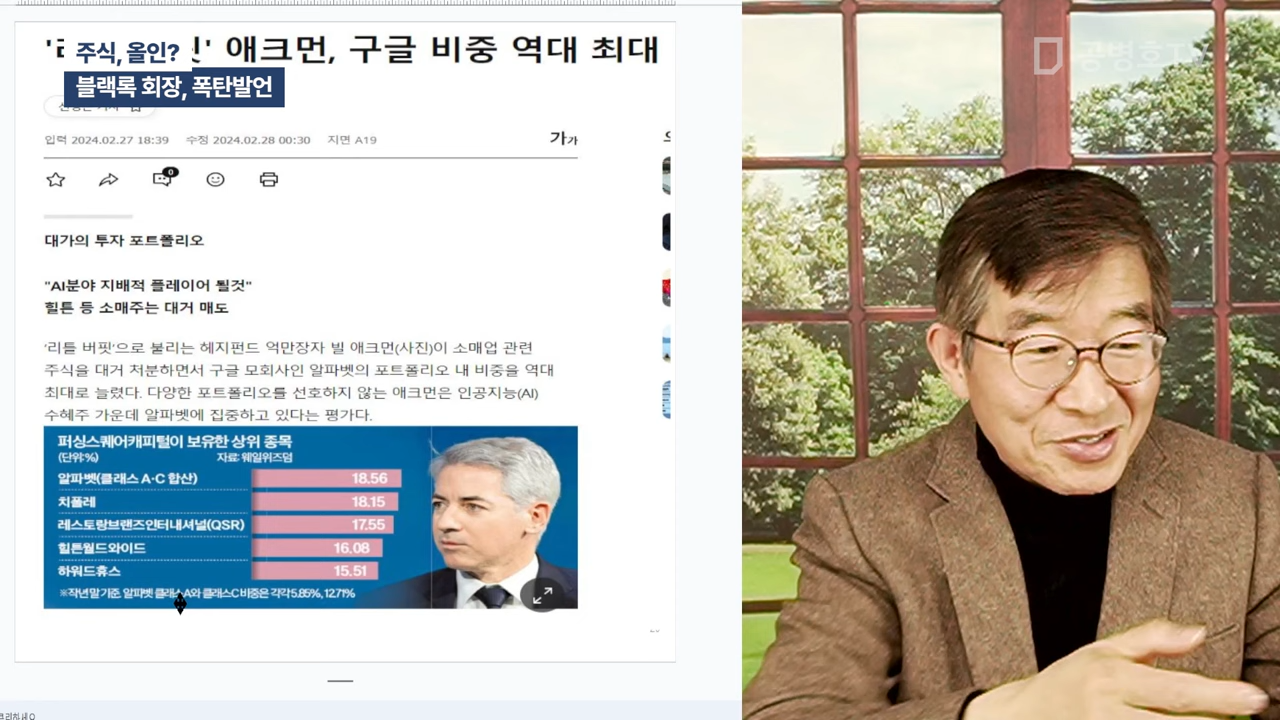 애크먼, 구글 비중 역대 최대
주식, 올인?
블랙록 회장, 폭탄발언
입력 2024.02.27 18:39 수정 2024.02.28 00:30 지면 A19
가가
0
대가의 투자 포트폴리오
"AI분야 지배적 플레이어 될것"
힐튼 등 소매주는 대거 매도
'리틀 버핏'으로 불리는 헤지펀드 억만장자 빌 애크먼(사진)이 소매업 관련
주식을 대거 처분하면서 구글 모회사인 알파벳의 포트폴리오 내 비중을 역대
최대로 늘렸다. 다양한 포트폴리오를 선호하지 않는 애크먼은 인공지능(AI)
수혜주 가운데 알파벳에 집중하고 있다는 평가다.
퍼싱스퀘어캐피털이 보유한 상위 종목
(단위:%) 자료: 웨일위즈덤
알파벳(클래스 A·C 합산) 18.56
치폴레 18.15
레스토랑브랜즈인터내셔널(QSR) 17.55
힐튼월드와이드 16.08
하워드휴스 15.51
※작년 말 기준. 알파벳 클래스A와 클래스C 비중은 각각 5.85%, 12.71%
공병호TV